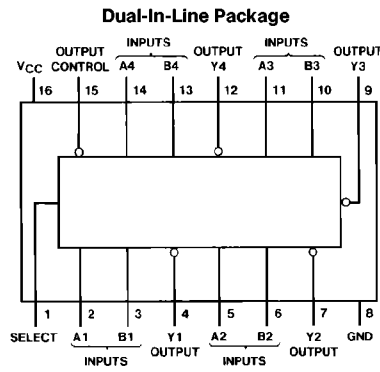 Dual-In-Line Package
OUTPUT INPUTS OUTPUT INPUTS OUTPUT
VCC CONTROL A4 B4 Y4 A3 B3 Y3
16 15 14 13 12 11 10 9
1 2 3 4 5 6 7 8
SELECT A1 B1 Y1 A2 B2 Y2 GND
INPUTS OUTPUT INPUTS OUTPUT